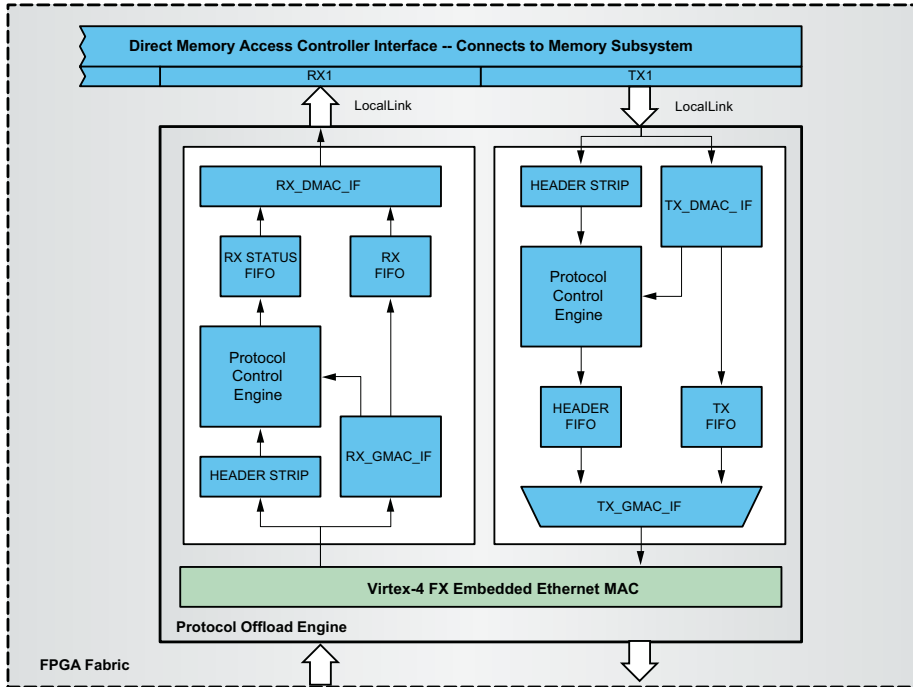 Direct Memory Access Controller Interface -- Connects to Memory Subsystem
RX1
TX1
LocalLink
LocalLink
RX_DMAC_IF
RX STATUS
FIFO
RX
FIFO
Protocol
Control
Engine
RX_GMAC_IF
HEADER STRIP
HEADER STRIP
TX_DMAC_ IF
Protocol
Control
Engine
HEADER
FIFO
TX
FIFO
TX_GMAC_IF
Virtex-4 FX Embedded Ethernet MAC
Protocol Offload Engine
FPGA Fabric